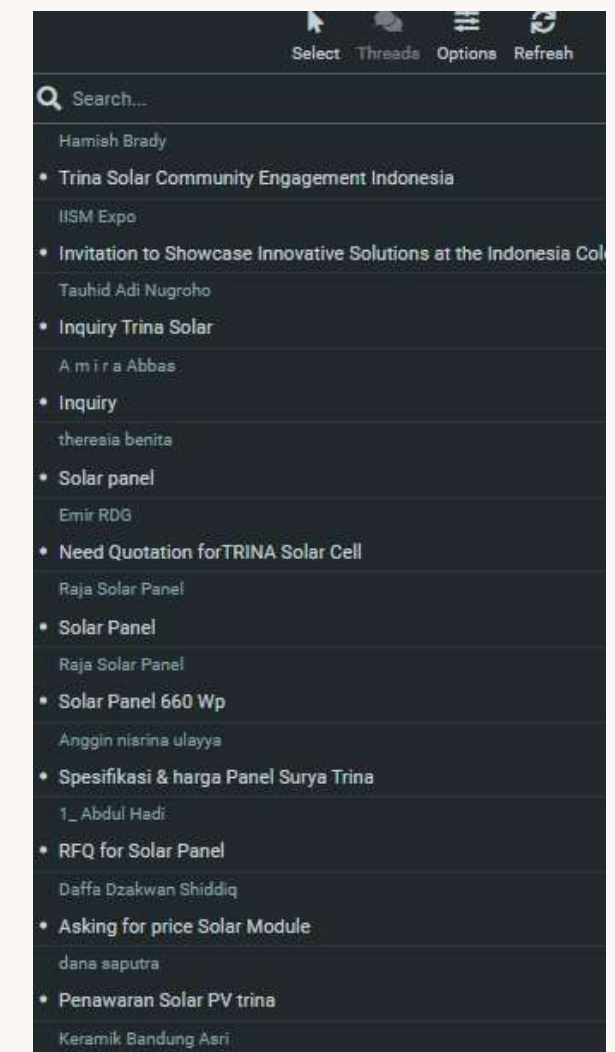 Select Threads Options Refresh
Search...
Hamish Brady
• Trina Solar Community Engagement Indonesia
IISM Expo
• Invitation to Showcase Innovative Solutions at the Indonesia Col
Tauhid Adi Nugroho
• Inquiry Trina Solar
A m i r a Abbas
• Inquiry
theresia benita
• Solar panel
Emir RDG
• Need Quotation forTRINA Solar Cell
Raja Solar Panel
• Solar Panel
Raja Solar Panel
• Solar Panel 660 Wp
Anggin nisrina ulayya
• Spesifikasi & harga Panel Surya Trina
1_ Abdul Hadi
• RFQ for Solar Panel
Daffa Dzakwan Shiddiq
• Asking for price Solar Module
dana saputra
• Penawaran Solar PV trina
Keramik Bandung Asri